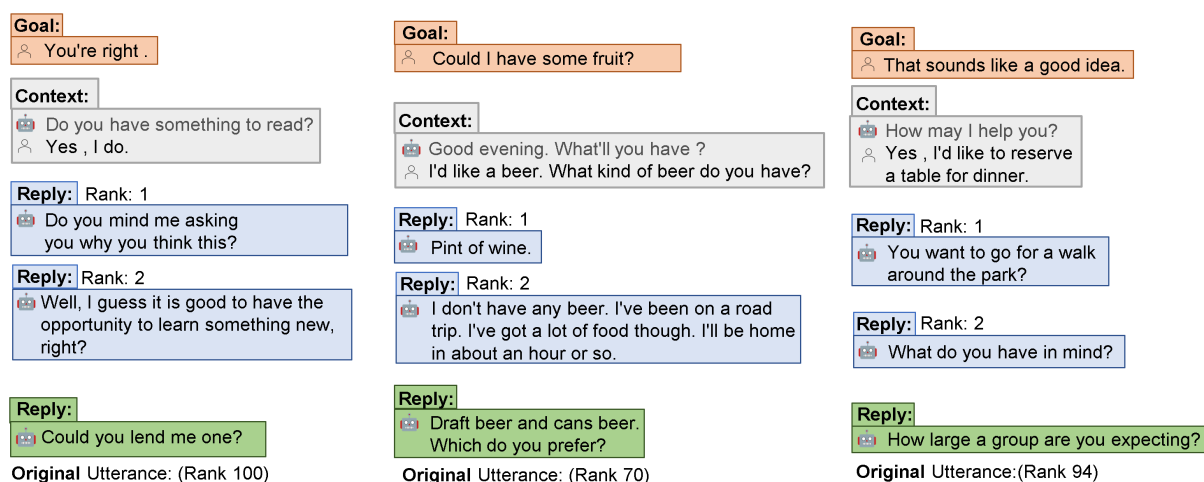 Goal:
You're right .
Context:
Do you have something to read?
Yes , I do.
Reply: Rank: 1
Do you mind me asking
you why you think this?
Reply: Rank: 2
Well, I guess it is good to have the
opportunity to learn something new,
right?
Reply:
Could you lend me one?
Original Utterance: (Rank 100)
Goal:
Could I have some fruit?
Context:
Good evening. What'll you have ?
I'd like a beer. What kind of beer do you have?
Reply: Rank: 1
Pint of wine.
Reply: Rank: 2
I don't have any beer. I've been on a road
trip. I've got a lot of food though. I'll be home
in about an hour or so.
Reply:
Draft beer and cans beer.
Which do you prefer?
Original Utterance: (Rank 70)
Goal:
That sounds like a good idea.
Context:
How may I help you?
Yes , I'd like to reserve
a table for dinner.
Reply: Rank: 1
You want to go for a walk
around the park?
Reply: Rank: 2
What do you have in mind?
Reply:
How large a group are you expecting?
Original Utterance:(Rank 94)